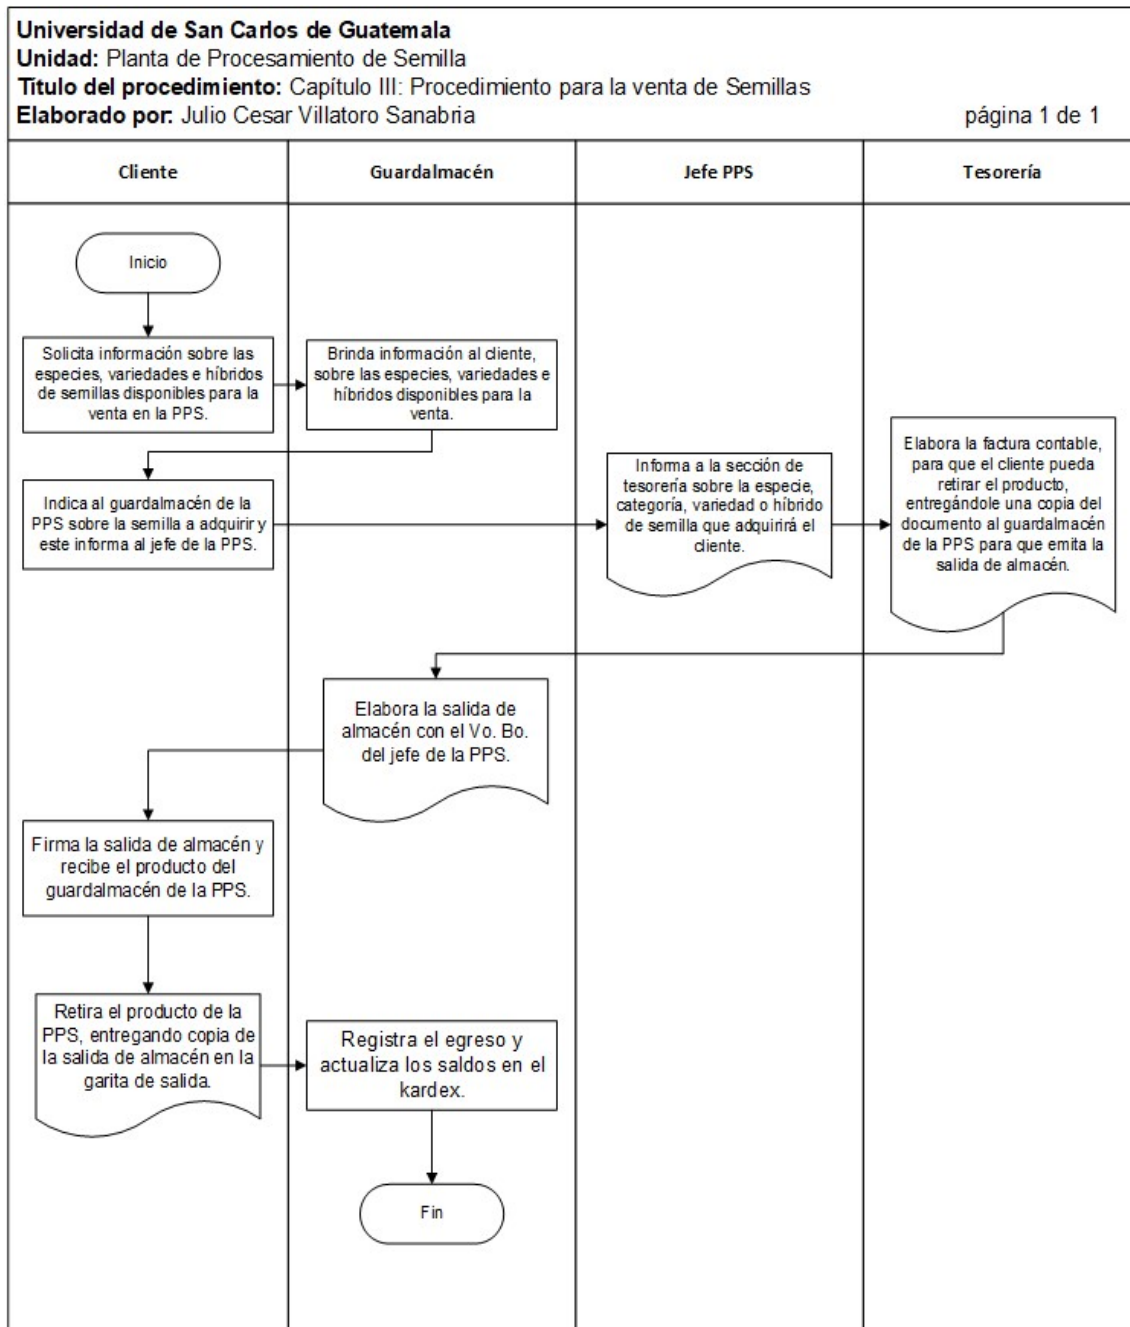 Universidad de San Carlos de Guatemala
Unidad: Planta de Procesamiento de Semilla
Titulo del procedimiento: Capítulo III: Procedimiento para la venta de Semillas
Elaborado por: Julio Cesar Villatoro Sanabria
página 1 de 1
Cliente
Guardalmacén
Jefe PPS
Tesorería
Inicio
Solicita información sobre las
especies, variedades e híbridos
de semillas disponibles para la
venta en la PPS.
Brinda información al cliente,
sobre las especies, variedades e
híbridos disponibles para la
venta.
Indica al guardalmacén de la
PPS sobre la semilla a adquirir y
este informa al jefe de la PPS.
Informa a la sección de
tesorería sobre la especie,
categoría, variedad o híbrido
de semilla que adquirirá el
cliente.
Elabora la factura contable,
para que el cliente pueda
retirar el producto,
entregándole una copia del
documento al guardalmacén
de la PPS para que emita la
salida de almacén.
Elabora la salida de
almacén con el Vo. Bo.
del jefe de la PPS.
Firma la salida de almacén y
recibe el producto del
guardalmacén de la PPS.
Retira el producto de la
PPS, entregando copia de
la salida de almacén en la
garita de salida.
Registra el egreso y
actualiza los saldos en el
kardex.
Fin